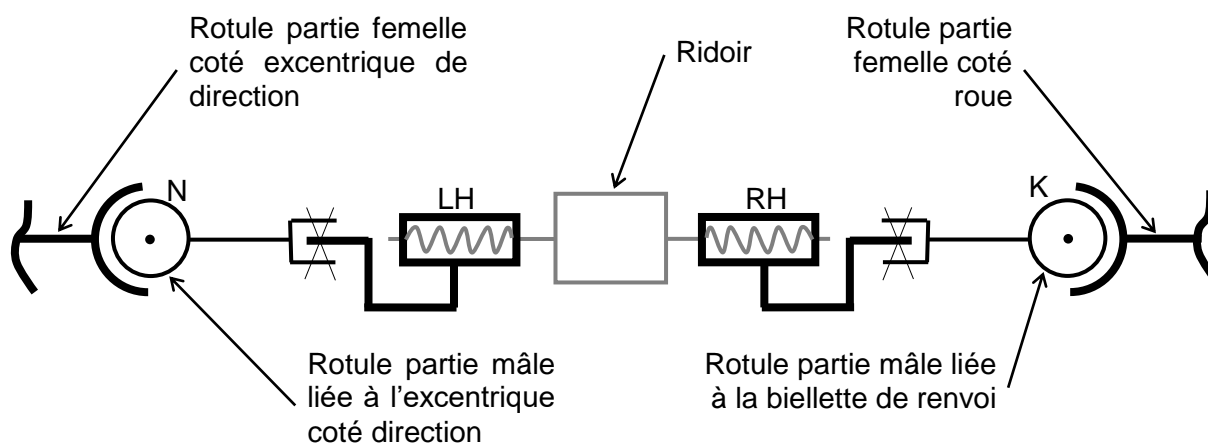 Rotule partie femelle
coté excentrique de
direction
Ridoir
Rotule partie
femelle coté
roue
N
LH
RH
K
Rotule partie mâle
liée à l'excentrique
coté direction
Rotule partie mâle liée
à la biellette de renvoi